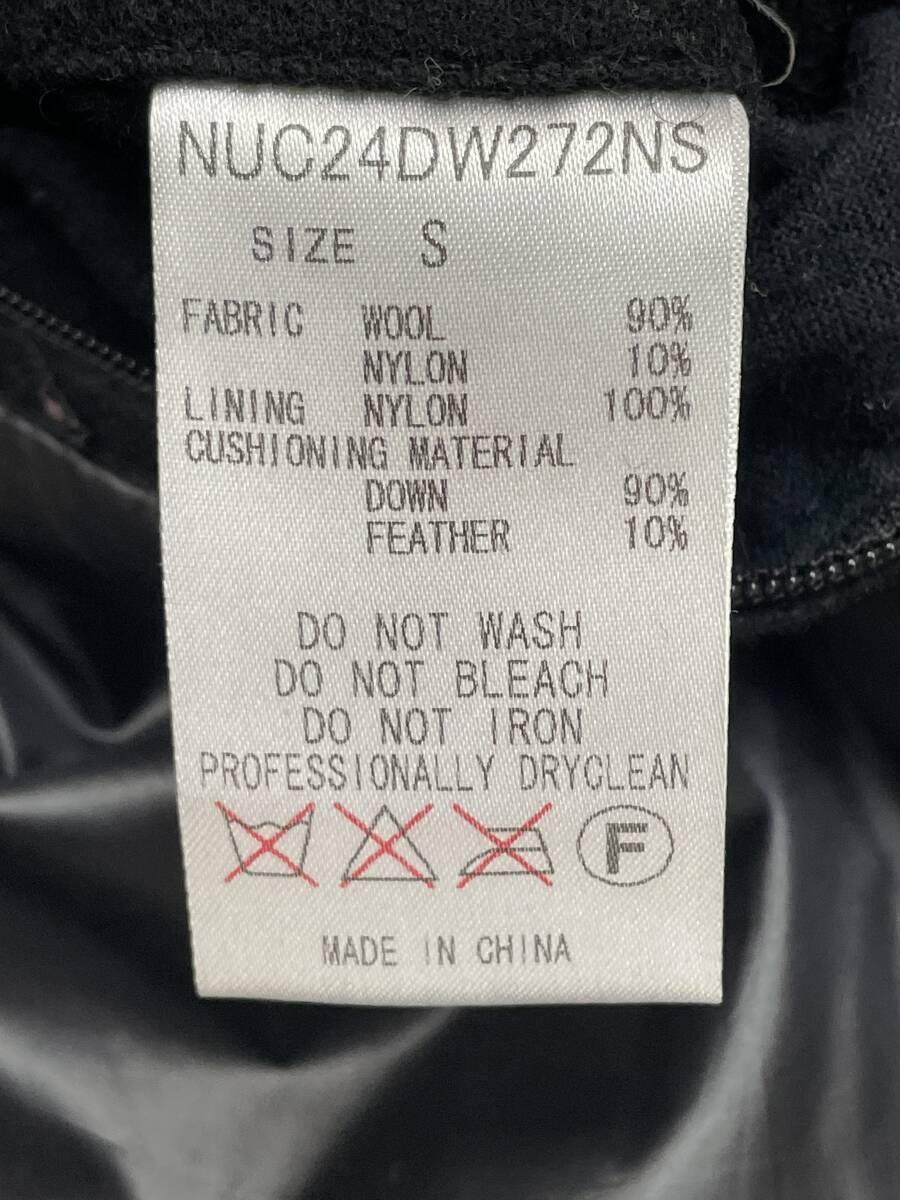 NUC24DW272NS
SIZE S
FABRIC WOOL 90%
NYLON 10%
LINING NYLON 100%
CUSHIONING MATERIAL
DOWN 90%
FEATHER 10%
DO NOT WASH
DO NOT BLEACH
DO NOT IRON
PROFESSIONALLY DRYCLEAN
F
MADE IN CHINA